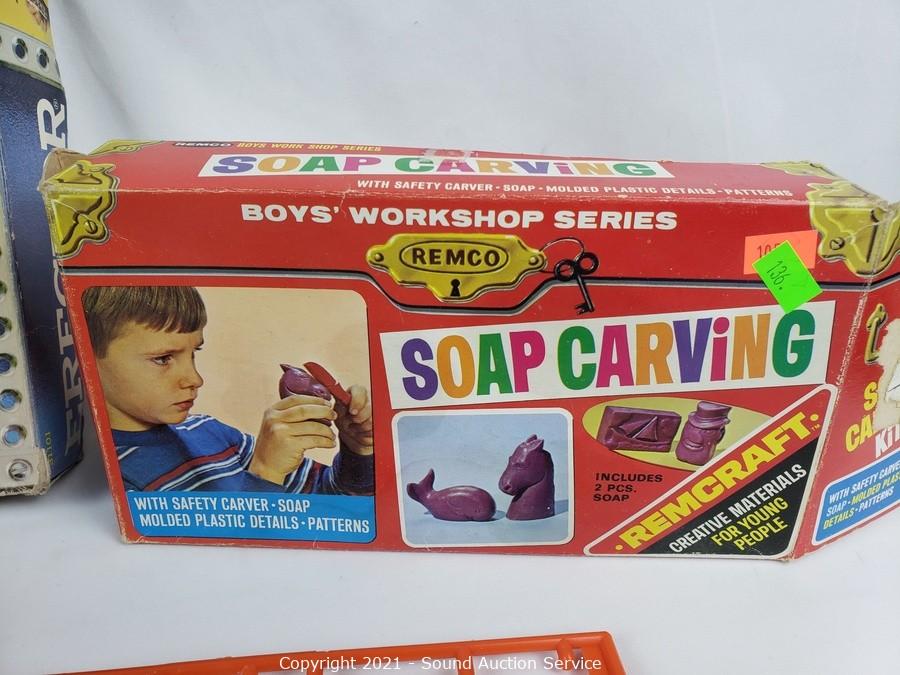 ERECTOR®
REMCO BOYS WORK SHOP SERIES
SOAP CARViNG
WITH SAFETY CARVER · SOAP · MOLDED PLASTIC DETAILS · PATTERNS
BOYS' WORKSHOP SERIES
REMCO
136.
SOAP CARViNG
WITH SAFETY CARVER · SOAP
MOLDED PLASTIC DETAILS · PATTERNS
INCLUDES
2 PCS.
SOAP
· REMCRAFT. ™
CREATIVE MATERIALS
FOR YOUNG
PEOPLE
KiT
WITH SAFETY CARVER
SOAP · MOLDED PLASTIC
DETAILS · PATTERNS
Copyright 2021 - Sound Auction Service